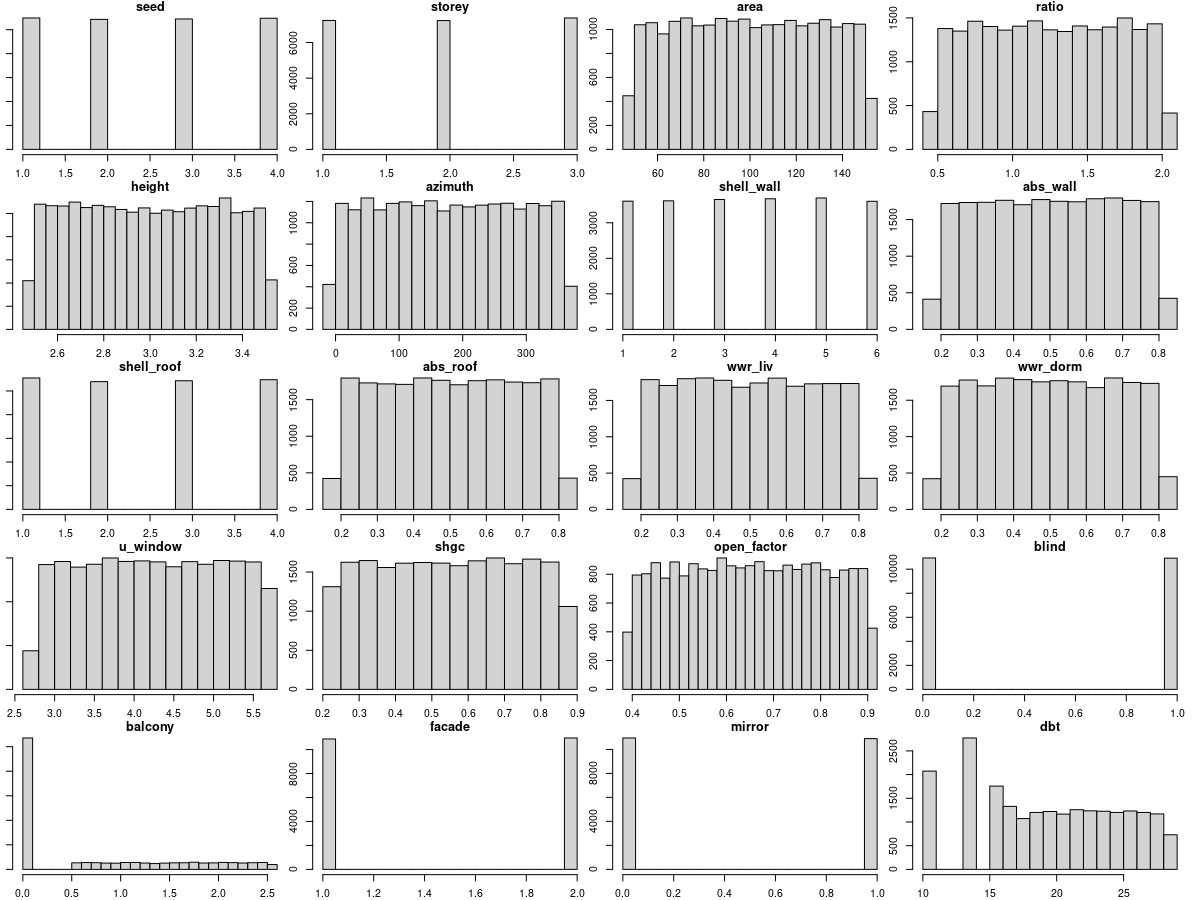 seed storey area ratio
0 2000 4000 6000
0 200 600 1000
0 500 1000 1500
1.0 1.5 2.0 2.5 3.0 3.5 4.0
1.0 1.5 2.0 2.5 3.0
60 80 100 120 140
0.5 1.0 1.5 2.0
height azimuth shell_wall abs_wall
0 200 600 1000
0 1000 2000 3000
0 500 1000 1500
2.6 2.8 3.0 3.2 3.4
0 100 200 300
1 2 3 4 5 6
0.2 0.3 0.4 0.5 0.6 0.7 0.8
shell_roof abs_roof wwr_liv wwr_dorm
0 500 1000 1500
0 500 1000 1500
0 500 1000 1500
1.0 1.5 2.0 2.5 3.0 3.5 4.0
0.2 0.3 0.4 0.5 0.6 0.7 0.8
0.2 0.3 0.4 0.5 0.6 0.7 0.8
0.2 0.3 0.4 0.5 0.6 0.7 0.8
u_window shgc open_factor blind
0 500 1000 1500
0 200 400 600 800
0 2000 6000 10000
2.5 3.0 3.5 4.0 4.5 5.0 5.5
0.2 0.3 0.4 0.5 0.6 0.7 0.8 0.9
0.4 0.5 0.6 0.7 0.8 0.9
0.0 0.2 0.4 0.6 0.8 1.0
balcony facade mirror dbt
0 4000 8000
0 4000 8000
0 500 1500 2500
0.0 0.5 1.0 1.5 2.0 2.5
1.0 1.2 1.4 1.6 1.8 2.0
0.0 0.2 0.4 0.6 0.8 1.0
10 15 20 25